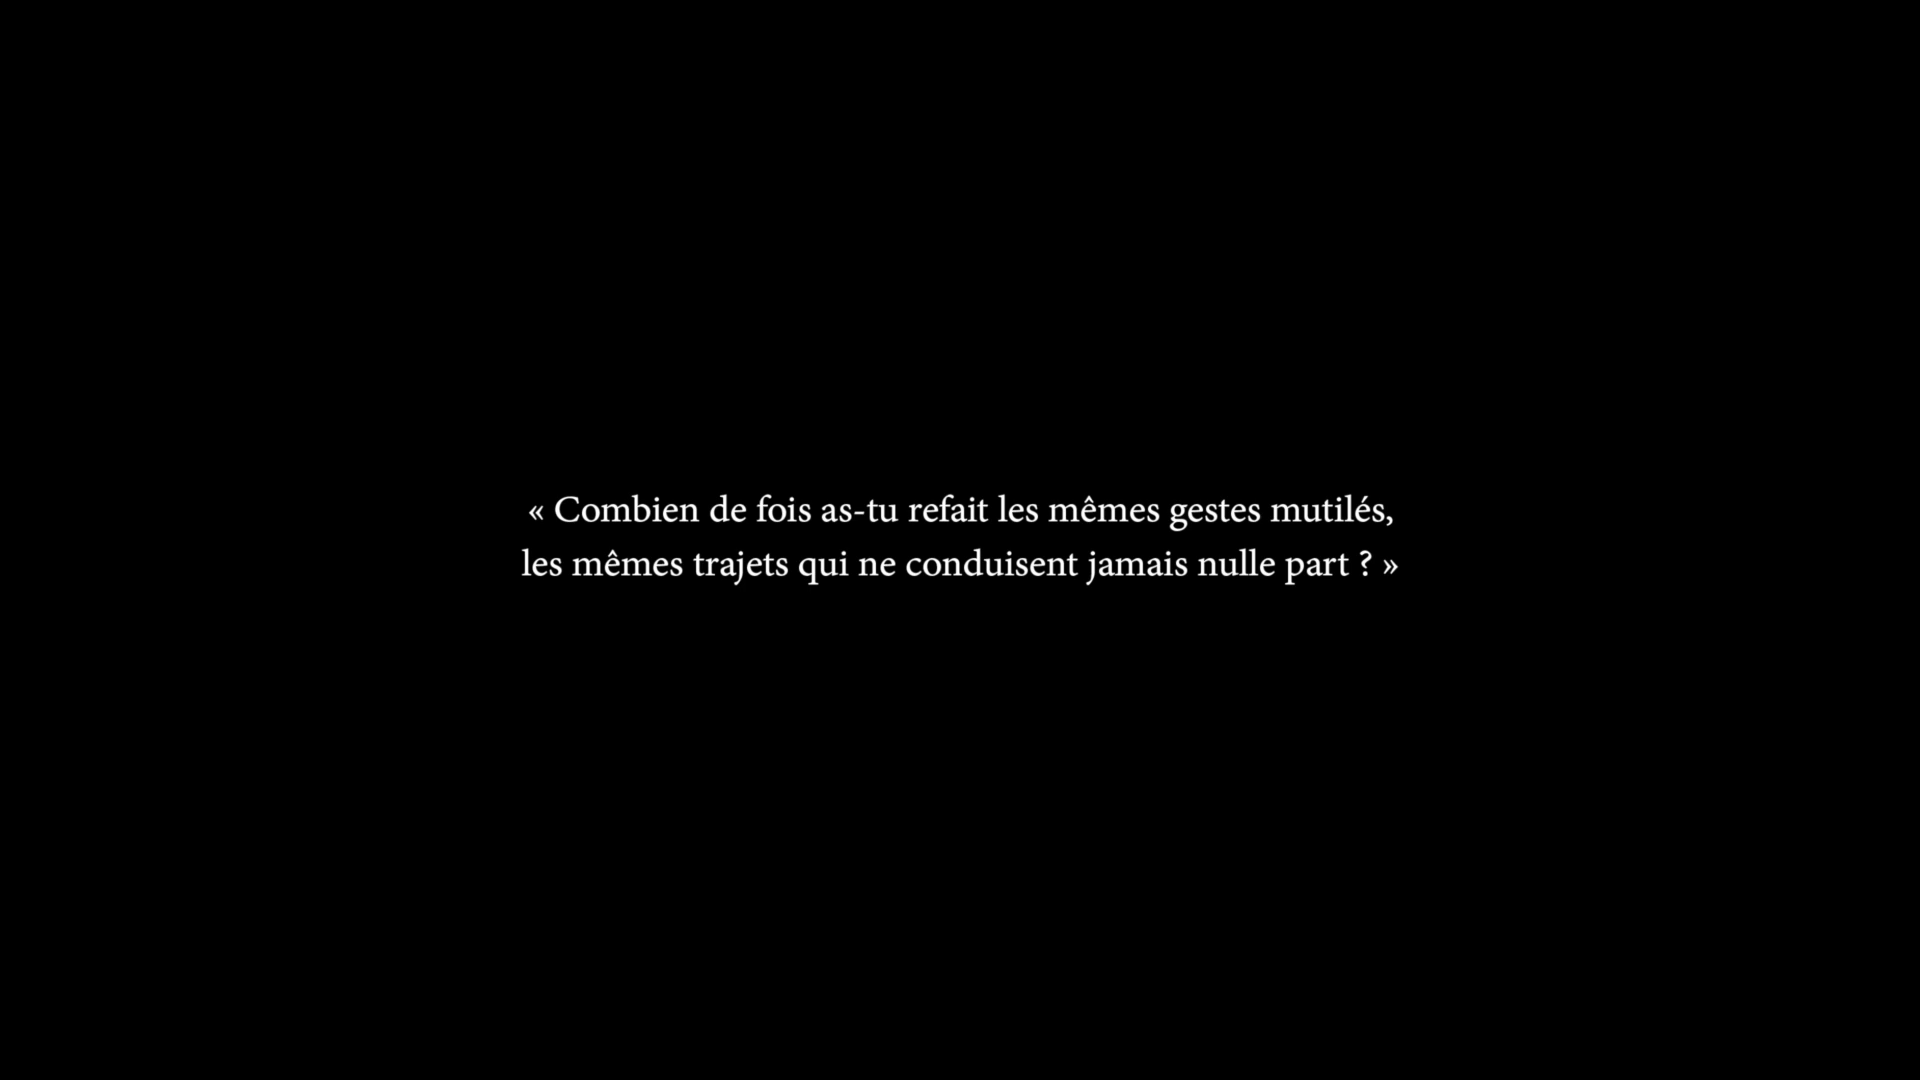 « Combien de fois as-tu refait les mêmes gestes mutilés,
les mêmes trajets qui ne conduisent jamais nulle part ? »